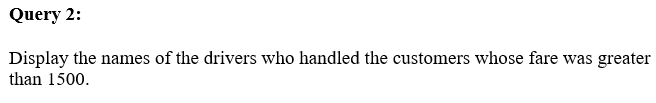 Query 2:
Display the names of the drivers who handled the customers whose fare was greater
than 1500.